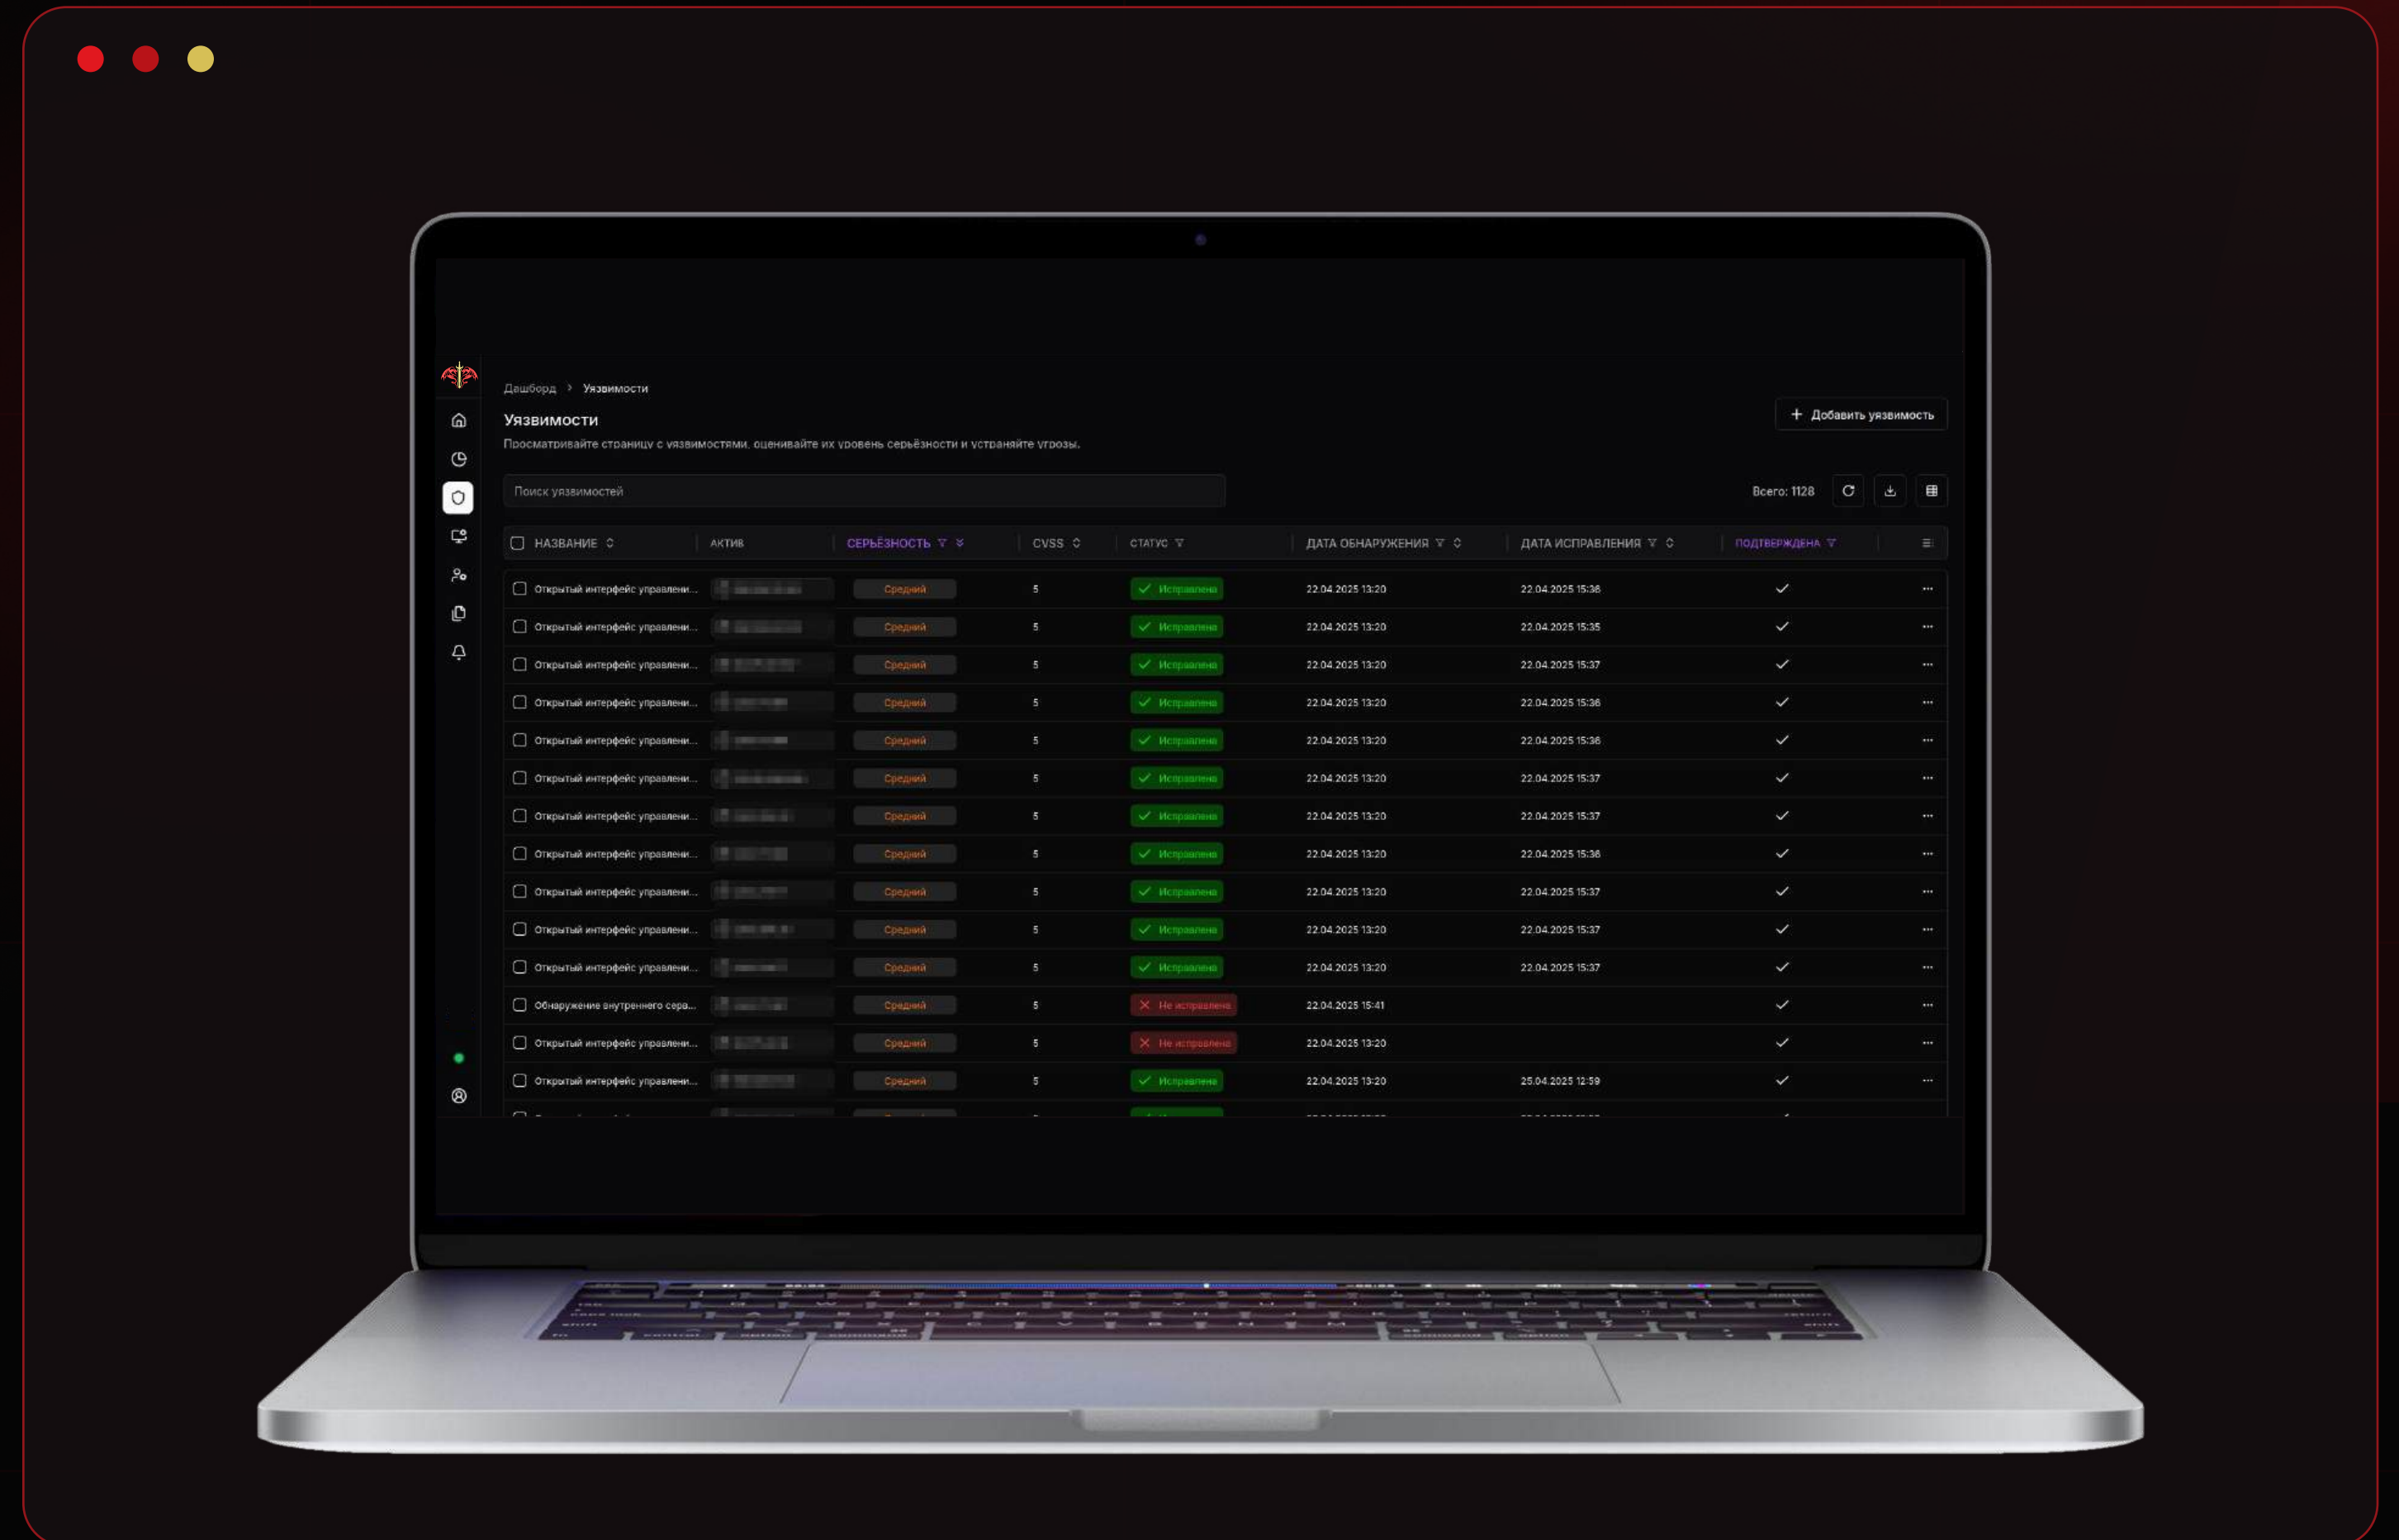 Дашборд > Уязвимости
Уязвимости
+ Добавить уязвимость
Просматривайте страницу с уязвимостями, оценивайте их уровень серьёзности и устраняйте угрозы.
Поиск уязвимостей
Всего: 1128
НАЗВАНИЕ АКТИВ СЕРЬЁЗНОСТЬ CVSS СТАТУС ДАТА ОБНАРУЖЕНИЯ ДАТА ИСПРАВЛЕНИЯ ПОДТВЕРЖДЕНА
Открытый интерфейс управлени... Средний 5 Исправлена 22.04.2025 13:20 22.04.2025 15:36
Открытый интерфейс управлени... Средний 5 Исправлена 22.04.2025 13:20 22.04.2025 15:35
Открытый интерфейс управлени... Средний 5 Исправлена 22.04.2025 13:20 22.04.2025 15:37
Открытый интерфейс управлени... Средний 5 Исправлена 22.04.2025 13:20 22.04.2025 15:36
Открытый интерфейс управлени... Средний 5 Исправлена 22.04.2025 13:20 22.04.2025 15:36
Открытый интерфейс управлени... Средний 5 Исправлена 22.04.2025 13:20 22.04.2025 15:37
Открытый интерфейс управлени... Средний 5 Исправлена 22.04.2025 13:20 22.04.2025 15:37
Открытый интерфейс управлени... Средний 5 Исправлена 22.04.2025 13:20 22.04.2025 15:36
Открытый интерфейс управлени... Средний 5 Исправлена 22.04.2025 13:20 22.04.2025 15:37
Открытый интерфейс управлени... Средний 5 Исправлена 22.04.2025 13:20 22.04.2025 15:37
Открытый интерфейс управлени... Средний 5 Исправлена 22.04.2025 13:20 22.04.2025 15:37
Обнаружение внутреннего серв... Средний 5 Не исправлена 22.04.2025 15:41
Открытый интерфейс управлени... Средний 5 Не исправлена 22.04.2025 13:20
Открытый интерфейс управлени... Средний 5 Исправлена 22.04.2025 13:20 25.04.2025 12:59